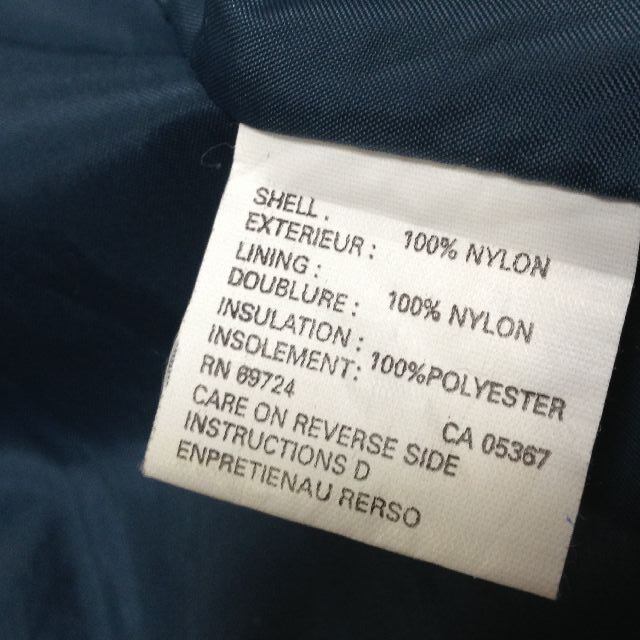 SHELL :
EXTERIEUR : 100% NYLON
LINING :
DOUBLURE : 100% NYLON
INSULATION :
INSOLEMENT: 100%POLYESTER
RN 69724 CA 05367
CARE ON REVERSE SIDE
INSTRUCTIONS D
ENPRETIENAU RERSO